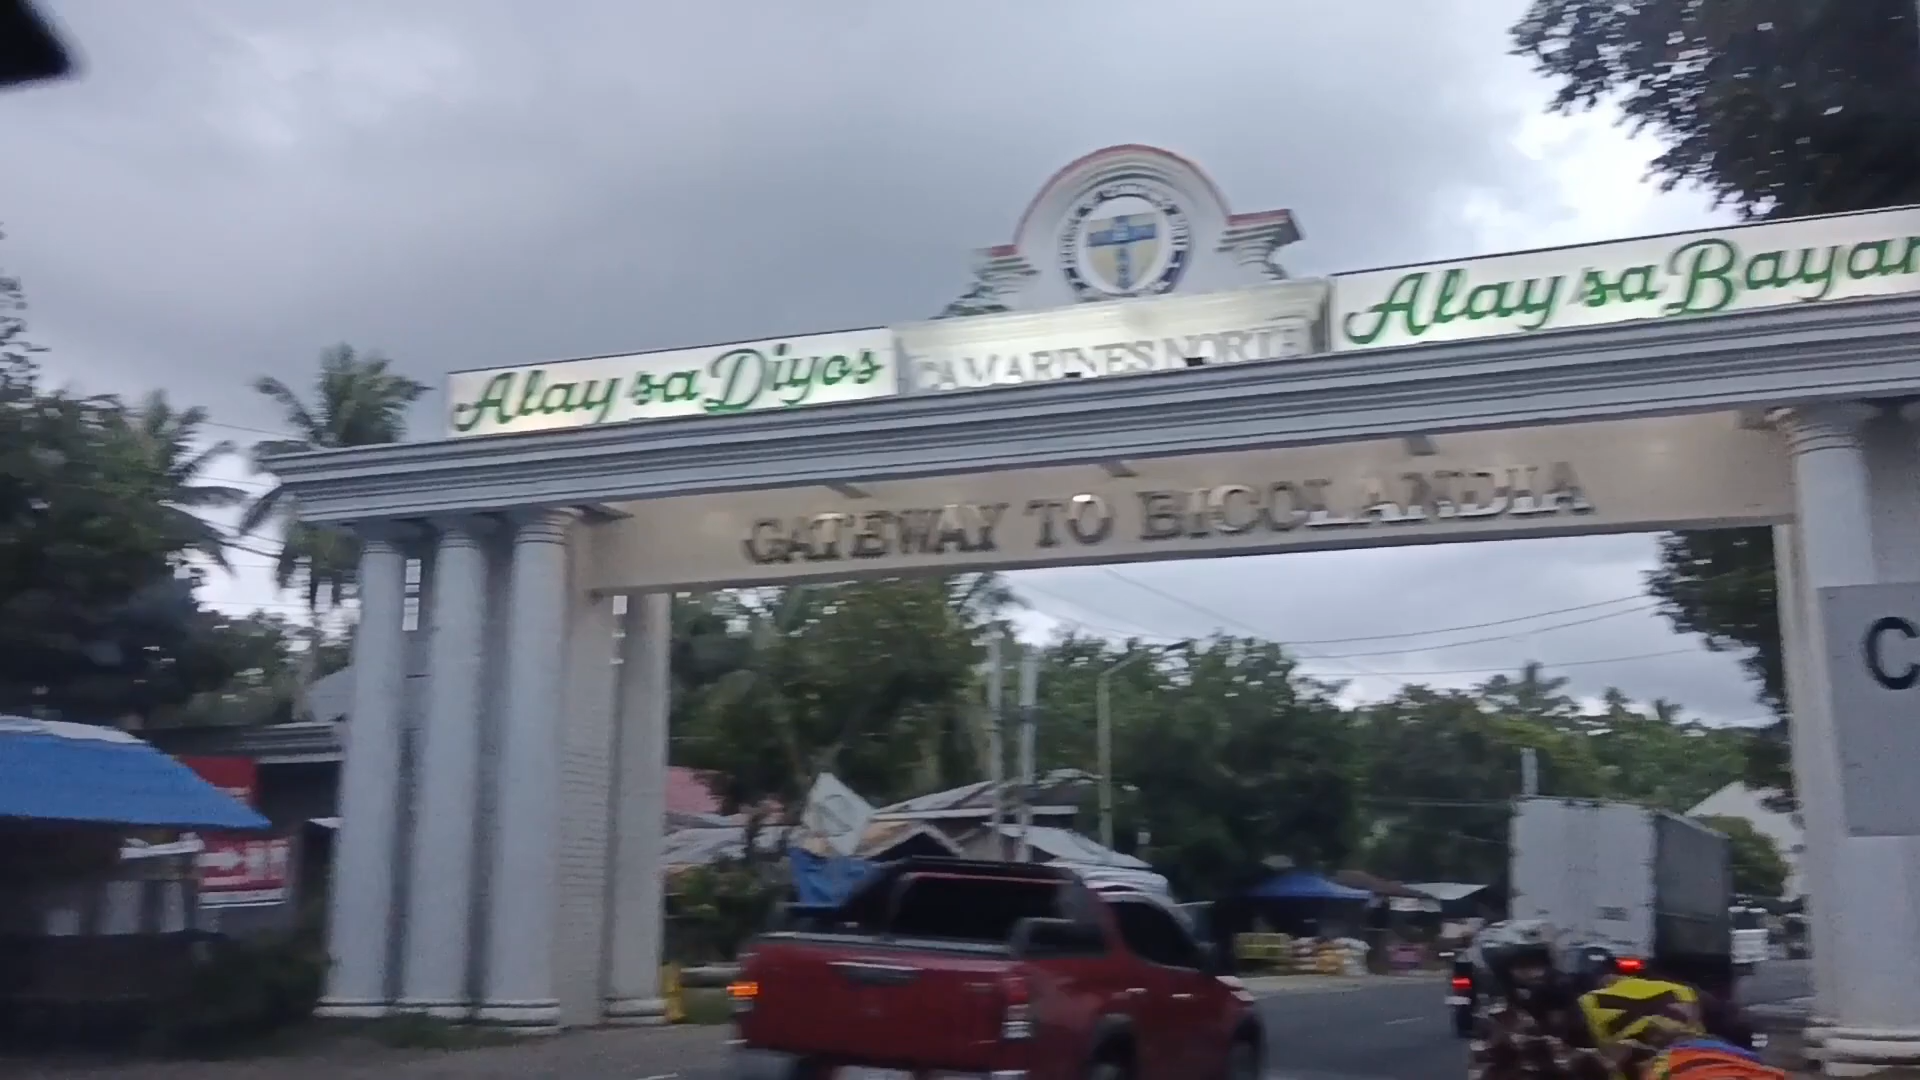 Alay sa Diyos
CAMARINES NORTE
Alay sa Bayan
GATEWAY TO BICOLANDIA
C